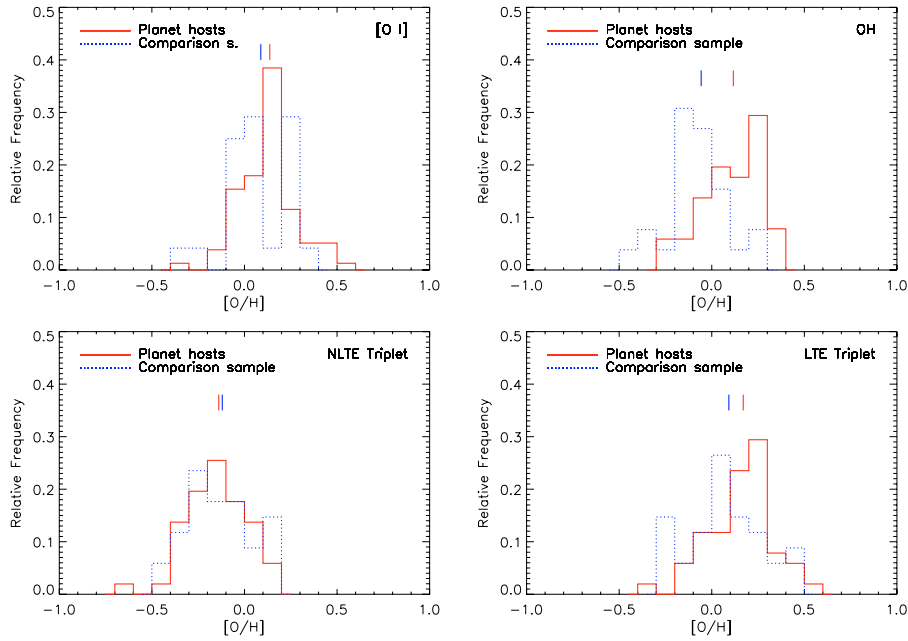 0.5
Planet hosts
[O I]
Comparison s.
0.4
0.3
0.2
0.1
0.0
Relative Frequency
-1.0 -0.5 0.0 0.5 1.0
[O/H]
0.5
Planet hosts
OH
Comparison sample
0.4
0.3
0.2
0.1
0.0
Relative Frequency
-1.0 -0.5 0.0 0.5 1.0
[O/H]
0.5
Planet hosts
NLTE Triplet
Comparison sample
0.4
0.3
0.2
0.1
0.0
Relative Frequency
-1.0 -0.5 0.0 0.5 1.0
[O/H]
0.5
Planet hosts
LTE Triplet
Comparison sample
0.4
0.3
0.2
0.1
0.0
Relative Frequency
-1.0 -0.5 0.0 0.5 1.0
[O/H]